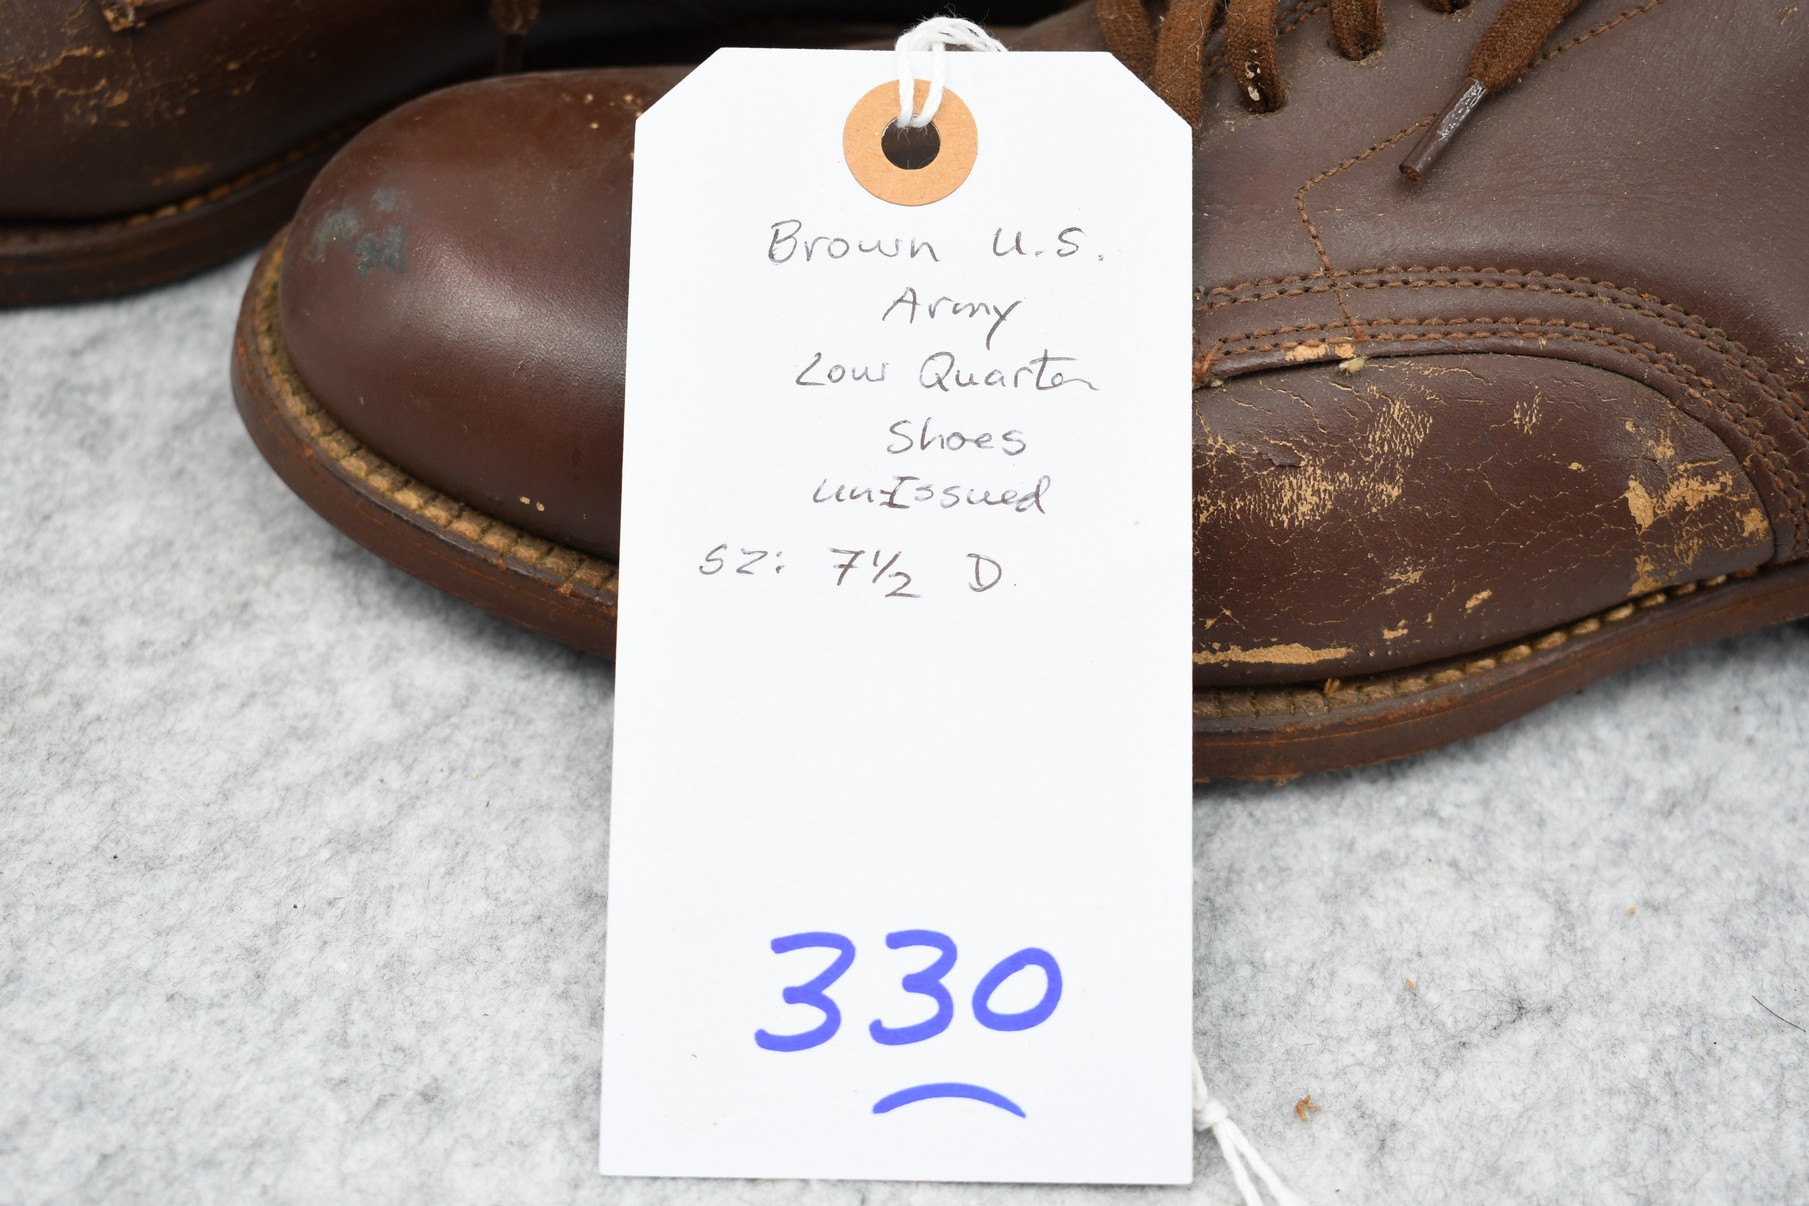 Brown U.S.
Army
Low Quarter
Shoes
unIssued
SZ: 7½ D.
330